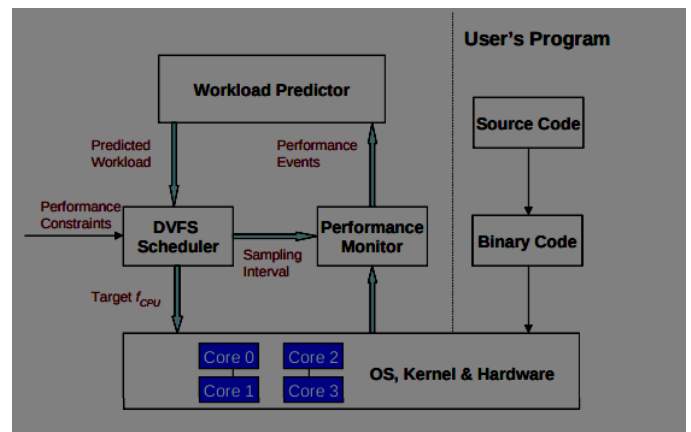 User's Program
Workload Predictor
Source Code
Predicted
Workload
Performance
Events
Performance
Constraints
DVFS
Scheduler
Sampling
Interval
Performance
Monitor
Binary Code
Target fCPU
Core 0
Core 2
Core 1
Core 3
OS, Kernel & Hardware